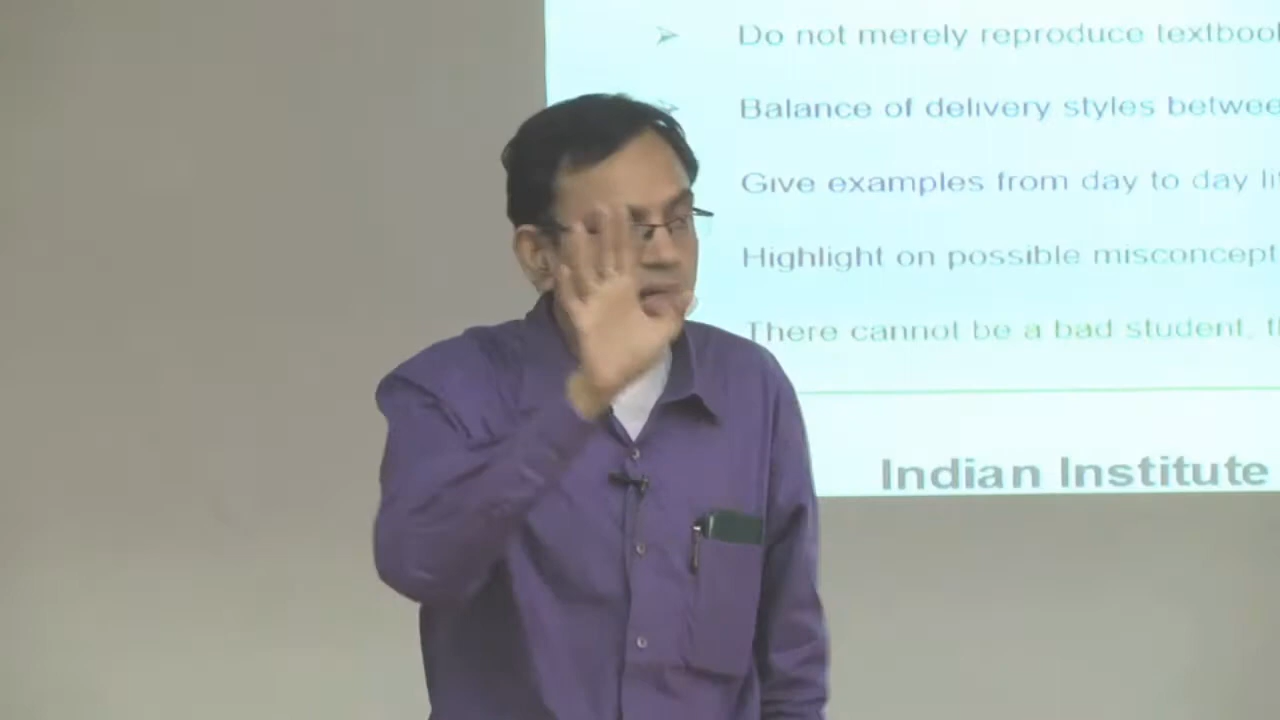 Do not merely reproduce textbook
Balance of delivery styles betwee
Give examples from day to day li
Highlight on possible misconcept
There cannot be a bad student, t
Indian Institute